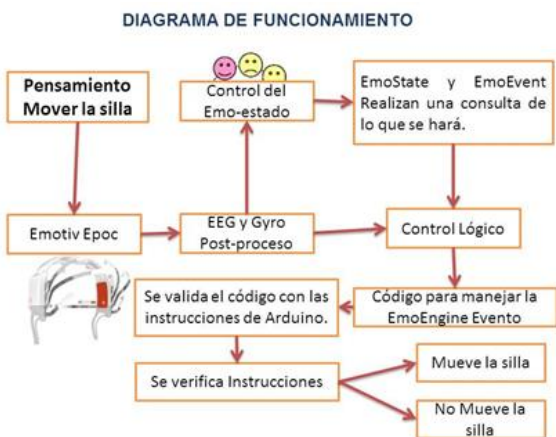 DIAGRAMA DE FUNCIONAMIENTO
Pensamiento
Mover la silla
Control del
Emo-estado
EmoState y EmoEvent
Realizan una consulta de
lo que se hará.
Emotiv Epoc
EEG y Gyro
Post-proceso
Control Lógico
Se valida el código con las
instrucciones de Arduino.
Código para manejar la
EmoEngine Evento
Se verifica Instrucciones
Mueve la silla
No Mueve la
silla